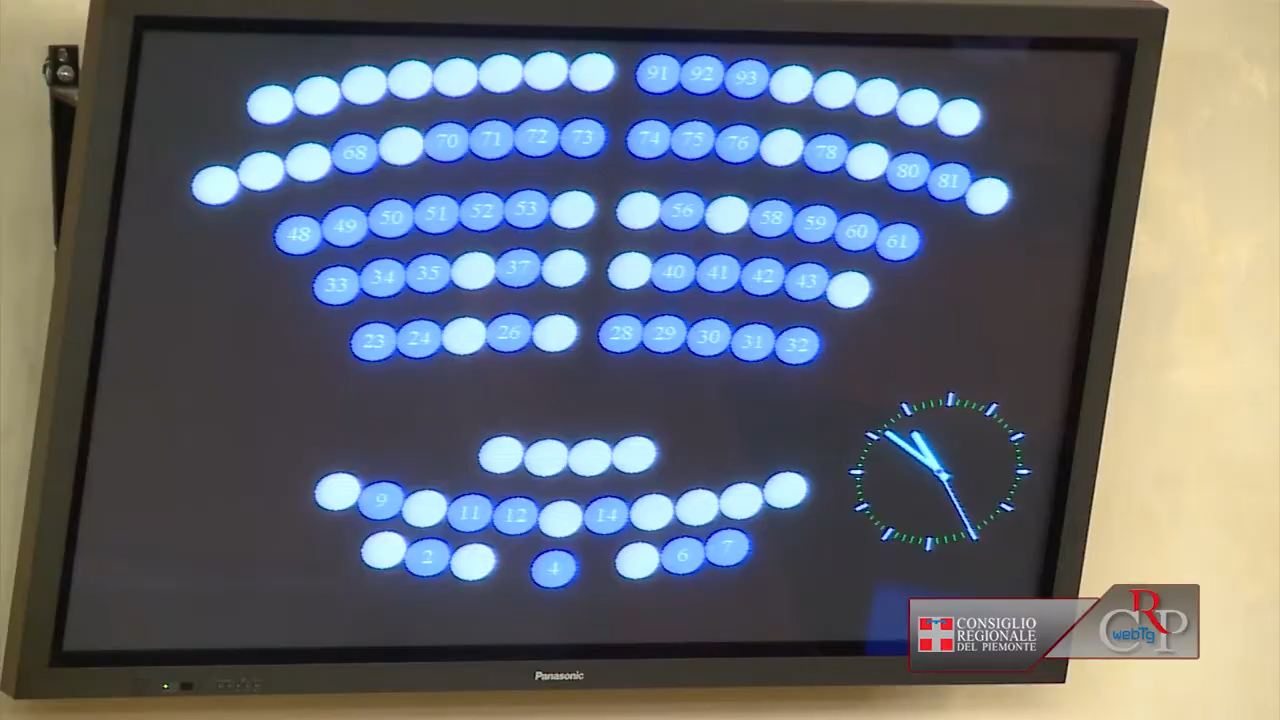 91 92 93
68 70 71 72 73 74 75 76 78 80 81
48 49 50 51 52 53 56 58 59 60 61
33 34 35 37 40 41 42 43
23 24 26 28 29 30 31 32
9 11 12 14
2 4 6 7
Panasonic
CONSIGLIO
REGIONALE
DEL PIEMONTE
CRP
webTg